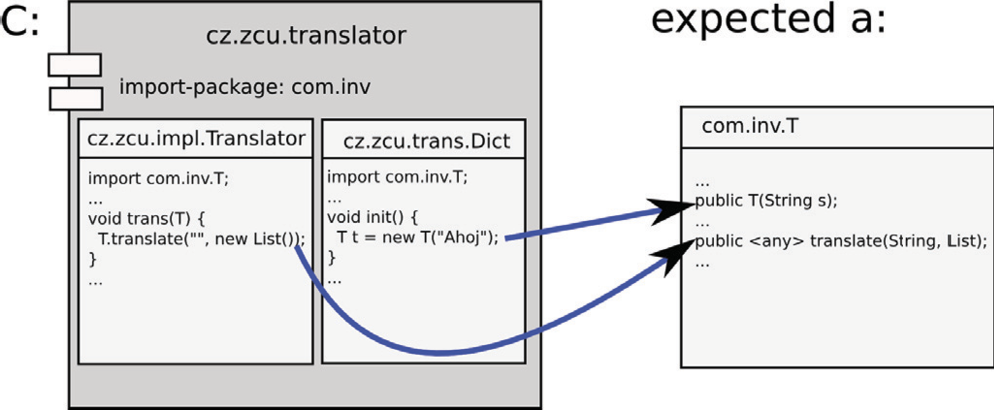 C:
expected a:
cz.zcu.translator
import-package: com.inv
cz.zcu.impl.Translator
import com.inv.T;
...
void trans(T) {
T.translate("", new List());
}
...
cz.zcu.trans.Dict
import com.inv.T;
...
void init() {
T t = new T("Ahoj");
}
...
com.inv.T
...
public T(String s);
...
public <any> translate(String, List);
...